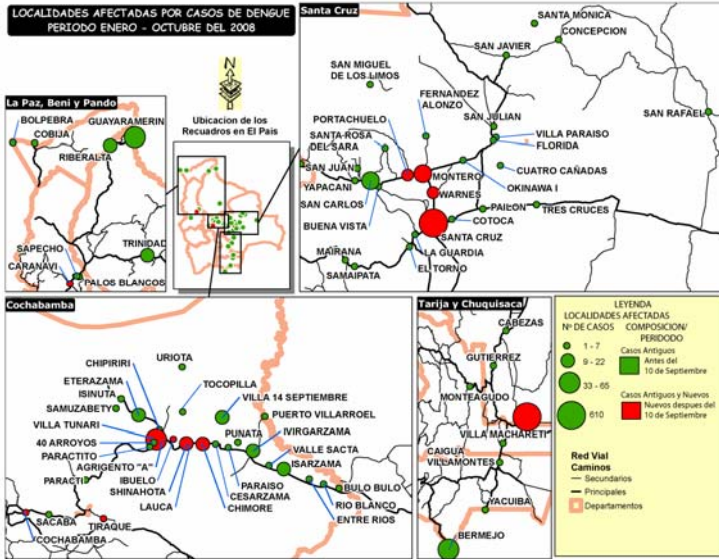 LOCALIDADES AFECTADAS POR CASOS DE DENGUE
PERIODO ENERO - OCTUBRE DEL 2008
N
Ubicacion de los
Recuadros en El Pais
La Paz, Beni y Pando
BOLPEBRA
COBIJA
GUAYARAMERIN
RIBERALTA
TRINIDAD
SAPECHO
CARANAVI
PALOS BLANCOS
Santa Cruz
SANTA MONICA
CONCEPCION
SAN JAVIER
SAN MIGUEL
DE LOS LIMOS
FERNANDEZ
ALONZO
PORTACHUELO
SAN JULIAN
SAN RAFAEL
SANTA ROSA
DEL SARA
VILLA PARAISO
FLORIDA
SAN JUAN
MONTERO
CUATRO CAÑADAS
YAPACANI
OKINAWA I
SAN CARLOS
WARNES
PAILON
TRES CRUCES
BUENA VISTA
COTOCA
SANTA CRUZ
MAIRANA
LA GUARDIA
SAMAIPATA
EL TORNO
Cochabamba
URIOTA
CHIPIRIRI
ETERAZAMA
TOCOPILLA
ISINUTA
VILLA 14 SEPTIEMBRE
SAMUZABETY
PUERTO VILLARROEL
VILLA TUNARI
PUNATA
IVIRGARZAMA
40 ARROYOS
VALLE SACTA
PARACTITO
ISARZAMA
AGRIGENTO "A"
PARACTI
IBUELO
PARAISO
BULO BULO
SHINAHOTA
CESARZAMA
RIO BLANCO
LAUCA
CHIMORE
ENTRE RIOS
SACABA
TIRAQUE
COCHABAMBA
Tarija y Chuquisaca
CABEZAS
GUTIERREZ
MONTEAGUDO
VILLA MACHARETI
CAIGUA
VILLAMONTES
YACUIBA
BERMEJO
LEYENDA
LOCALIDADES AFECTADAS
Nº DE CASOS
COMPOSICION/
PERIDODO
1 - 7
9 - 22
33 - 65
610
Casos Antiguos
Antes del
10 de Septiembre
Casos Antiguos y Nuevos
Nuevos despues del
10 de Septiembre
Red Vial
Caminos
Secundarios
Principales
Departamentos